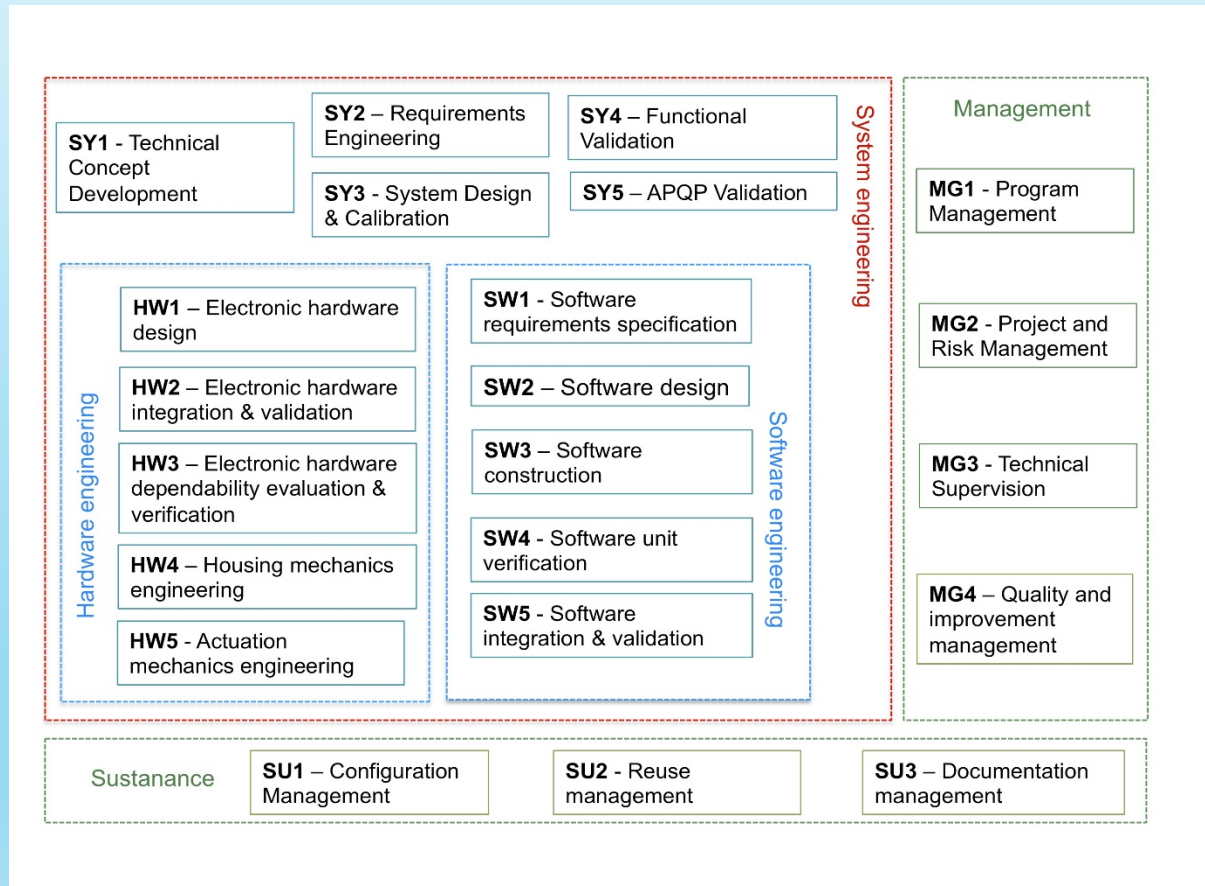 SY1 - Technical
Concept
Development
SY2 – Requirements
Engineering
SY3 - System Design
& Calibration
SY4 – Functional
Validation
SY5 – APQP Validation
System engineering
Hardware engineering
HW1 – Electronic hardware
design
HW2 – Electronic hardware
integration & validation
HW3 – Electronic hardware
dependability evaluation &
verification
HW4 – Housing mechanics
engineering
HW5 - Actuation
mechanics engineering
SW1 - Software
requirements specification
SW2 – Software design
SW3 – Software
construction
SW4 - Software unit
verification
SW5 - Software
integration & validation
Software engineering
Management
MG1 - Program
Management
MG2 - Project and
Risk Management
MG3 - Technical
Supervision
MG4 – Quality and
improvement
management
Sustanance
SU1 – Configuration
Management
SU2 - Reuse
management
SU3 – Documentation
management